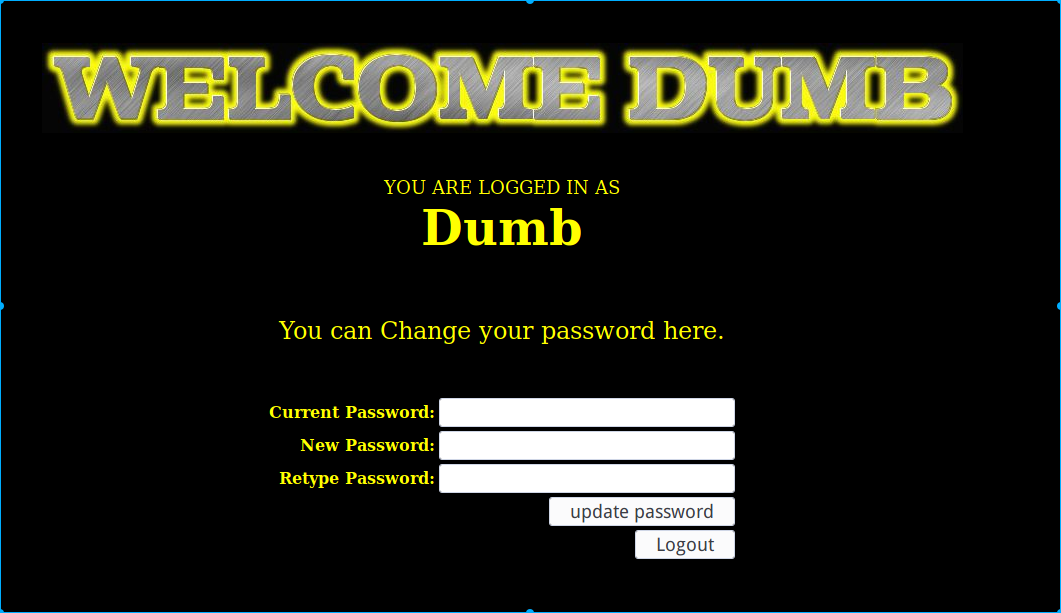 WELCOME DUMB
YOU ARE LOGGED IN AS
Dumb
You can Change your password here.
Current Password:
New Password:
Retype Password:
update password
Logout